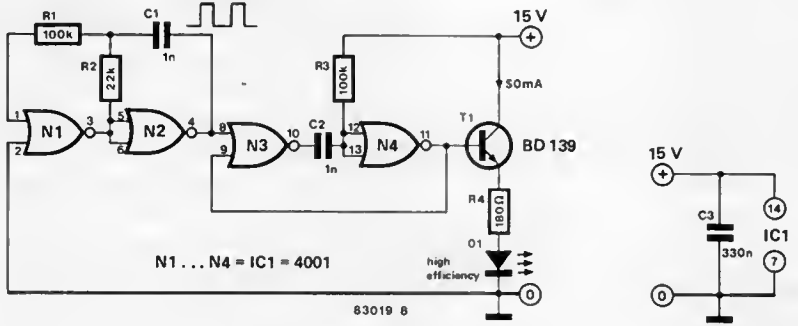 R1
100k
C1
1n
R2
22k
1
2
N1
3
5
6
N2
4
8
9
N3
10
C2
1n
R3
100k
12
13
N4
11
15 V
+
50mA
T1
BD 139
R4
180Ω
D1
high
efficiency
0
N1 ... N4 = IC1 = 4001
83019 8
15 V
+
C3
330n
14
IC1
7
0